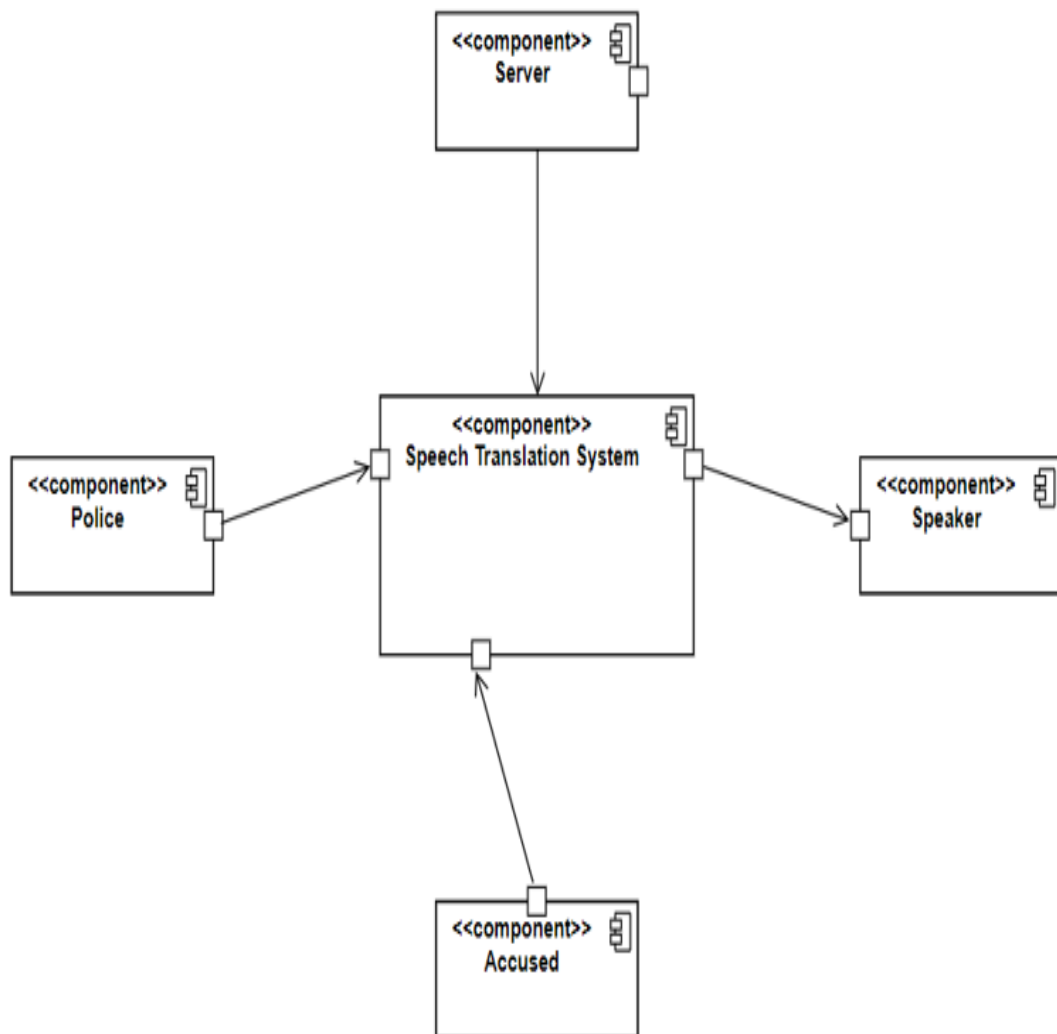 <<component>>
Server
<<component>>
Speech Translation System
<<component>>
Police
<<component>>
Speaker
<<component>>
Accused